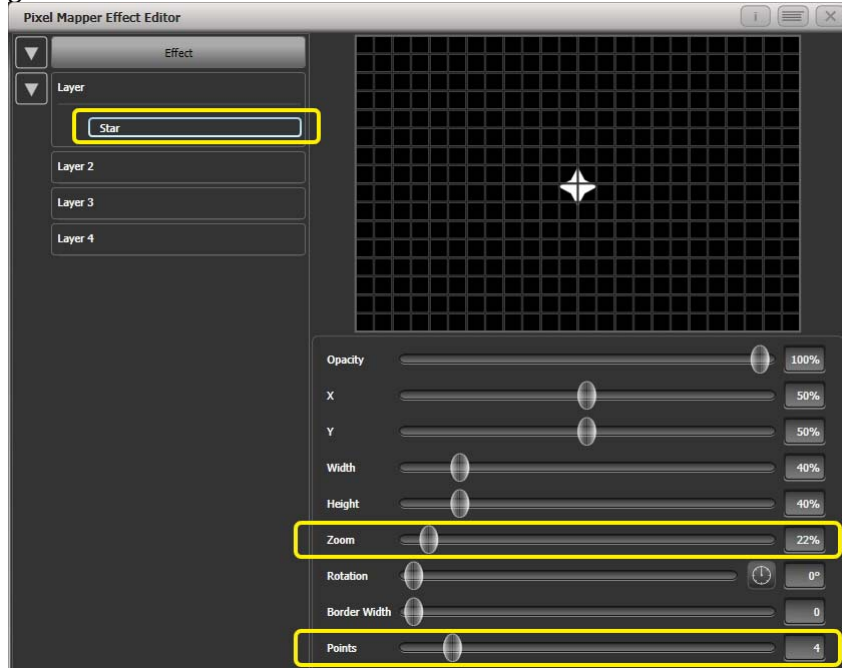 Pixel Mapper Effect Editor
Effect
Layer
Star
Layer 2
Layer 3
Layer 4
Opacity 100%
X 50%
Y 50%
Width 40%
Height 40%
Zoom 22%
Rotation 0°
Border Width 0
Points 4